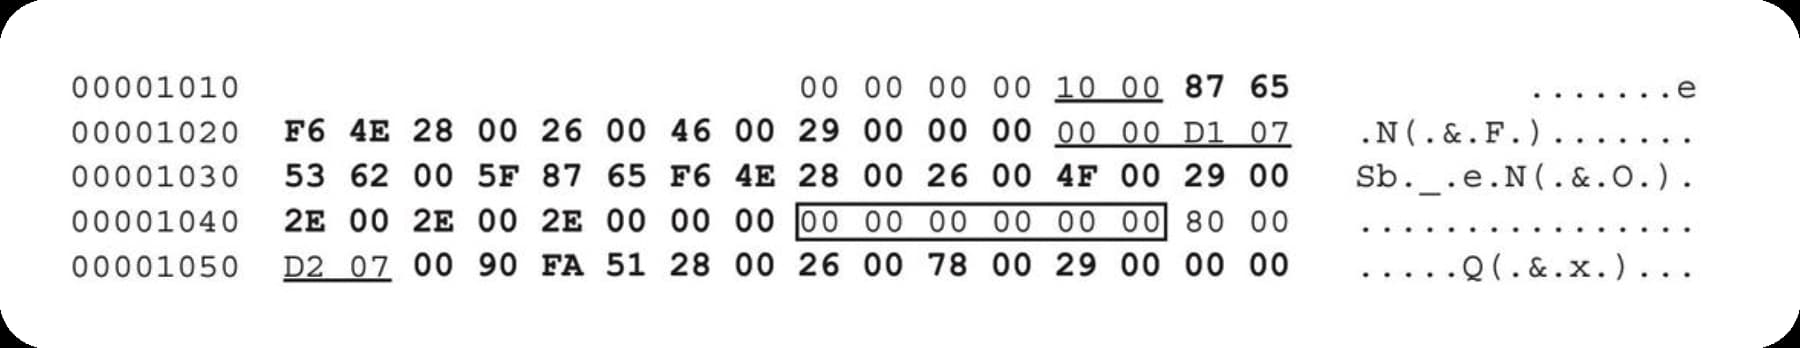 00001010 00 00 00 00 10 00 87 65 .......e
00001020 F6 4E 28 00 26 00 46 00 29 00 00 00 00 00 D1 07 .N(.&.F.).......
00001030 53 62 00 5F 87 65 F6 4E 28 00 26 00 4F 00 29 00 Sb._.e.N(.&.O.).
00001040 2E 00 2E 00 2E 00 00 00 00 00 00 00 00 00 80 00 ................
00001050 D2 07 00 90 FA 51 28 00 26 00 78 00 29 00 00 00 .....Q(.&.x.)...